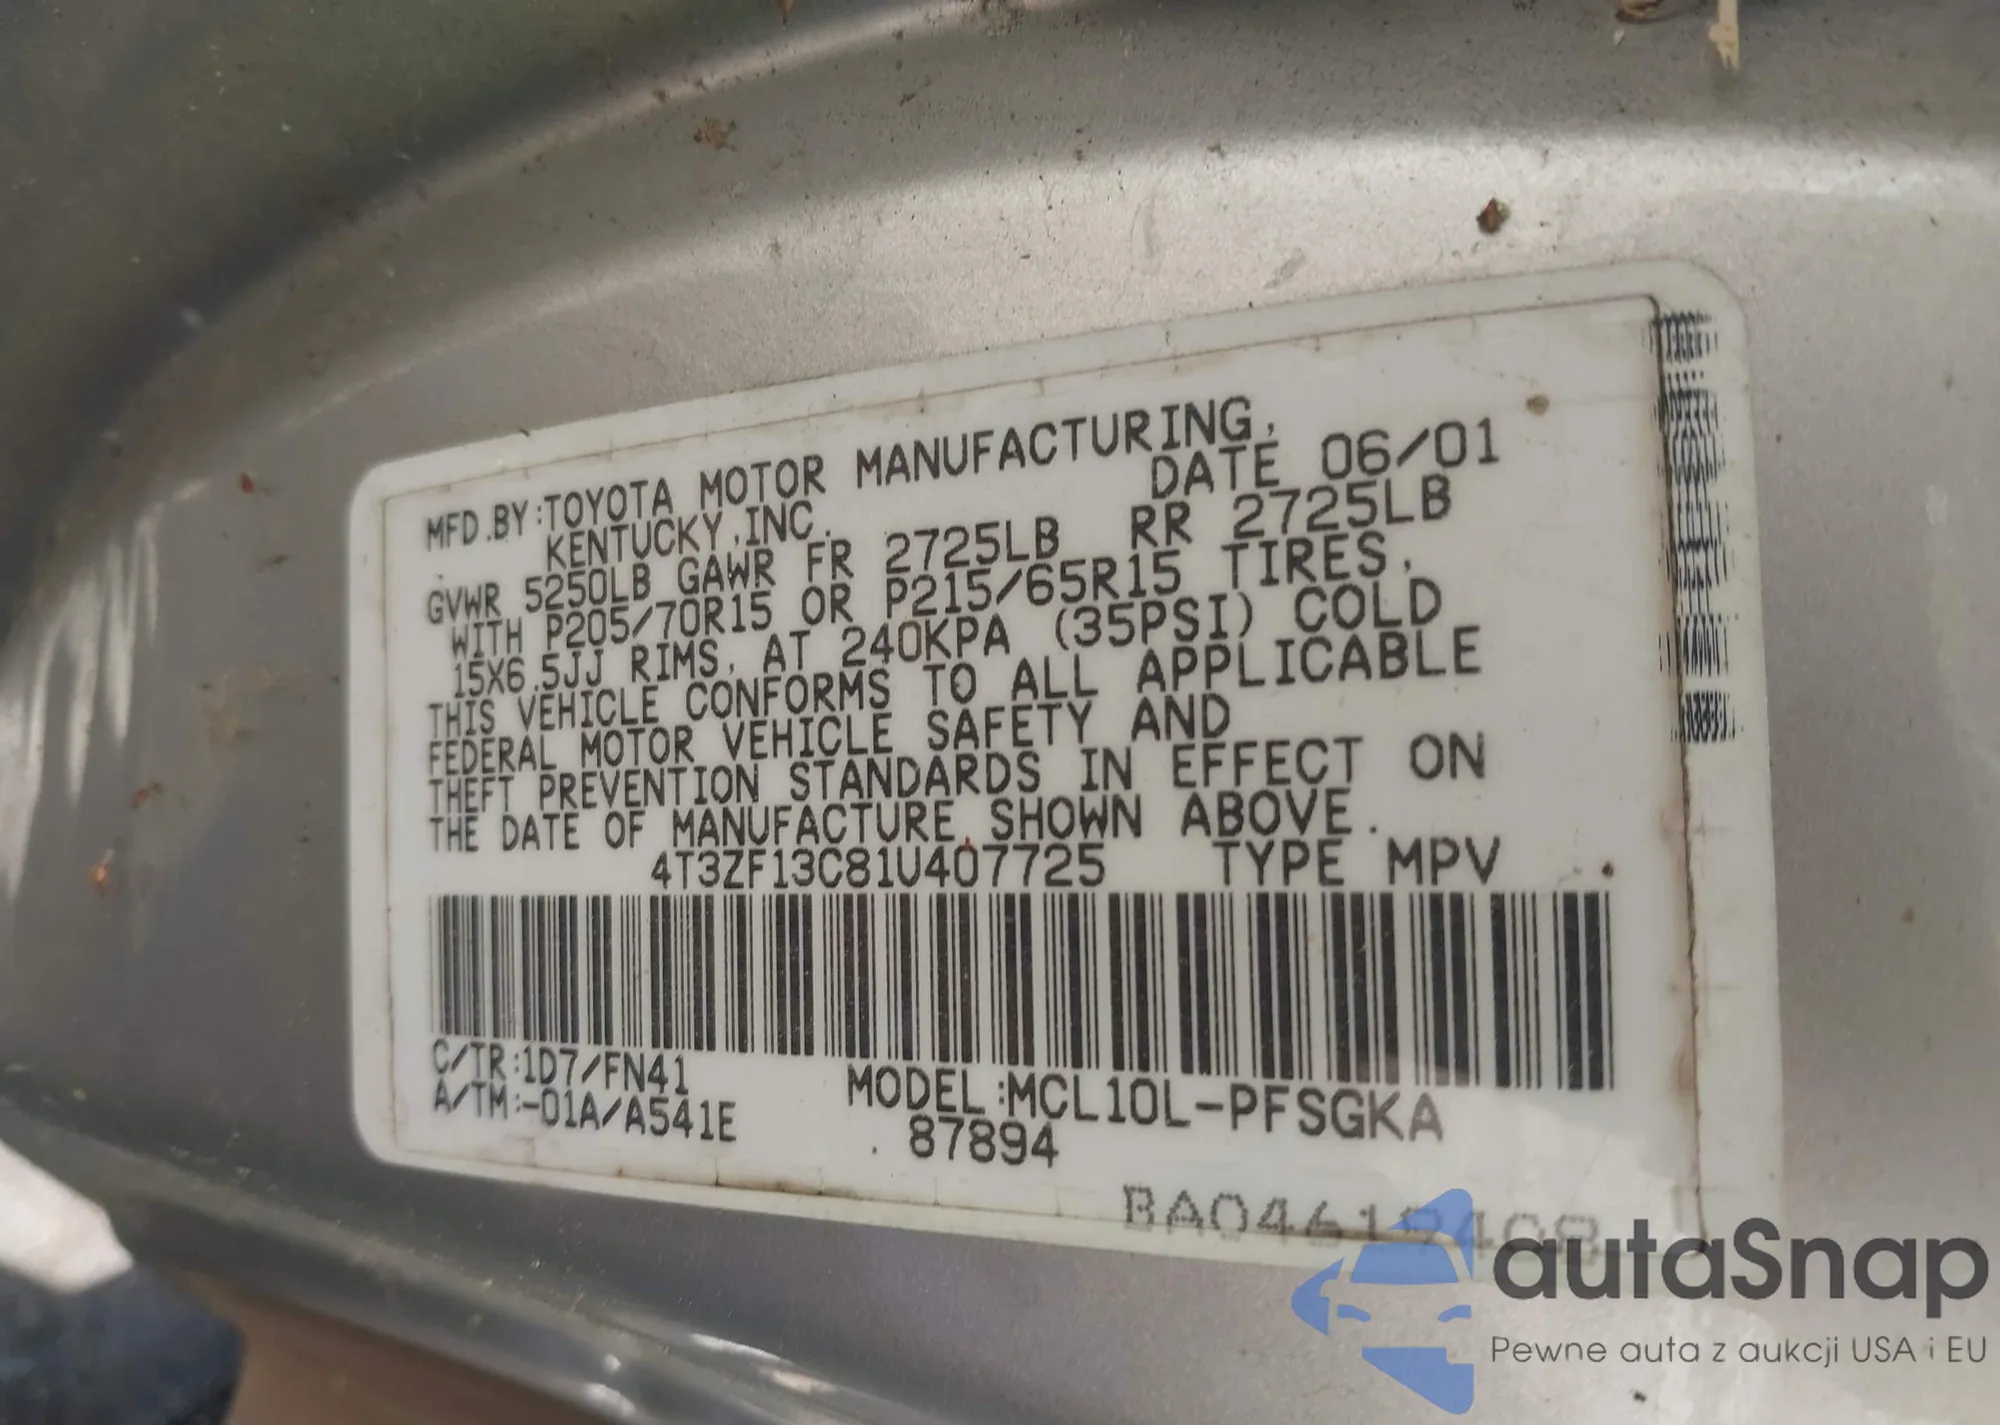 MFD.BY:TOYOTA MOTOR MANUFACTURING,
KENTUCKY,INC. DATE 06/01
GVWR 5250LB GAWR FR 2725LB RR 2725LB
WITH P205/70R15 OR P215/65R15 TIRES,
15X6.5JJ RIMS, AT 240KPA (35PSI) COLD
THIS VEHICLE CONFORMS TO ALL APPLICABLE
FEDERAL MOTOR VEHICLE SAFETY AND
THEFT PREVENTION STANDARDS IN EFFECT ON
THE DATE OF MANUFACTURE SHOWN ABOVE.
4T3ZF13C81U407725 TYPE MPV
C/TR:1D7/FN41
A/TM:-01A/A541E
MODEL:MCL10L-PFSGKA
87894
autaSnap
Pewne auta z aukcji USA i EU